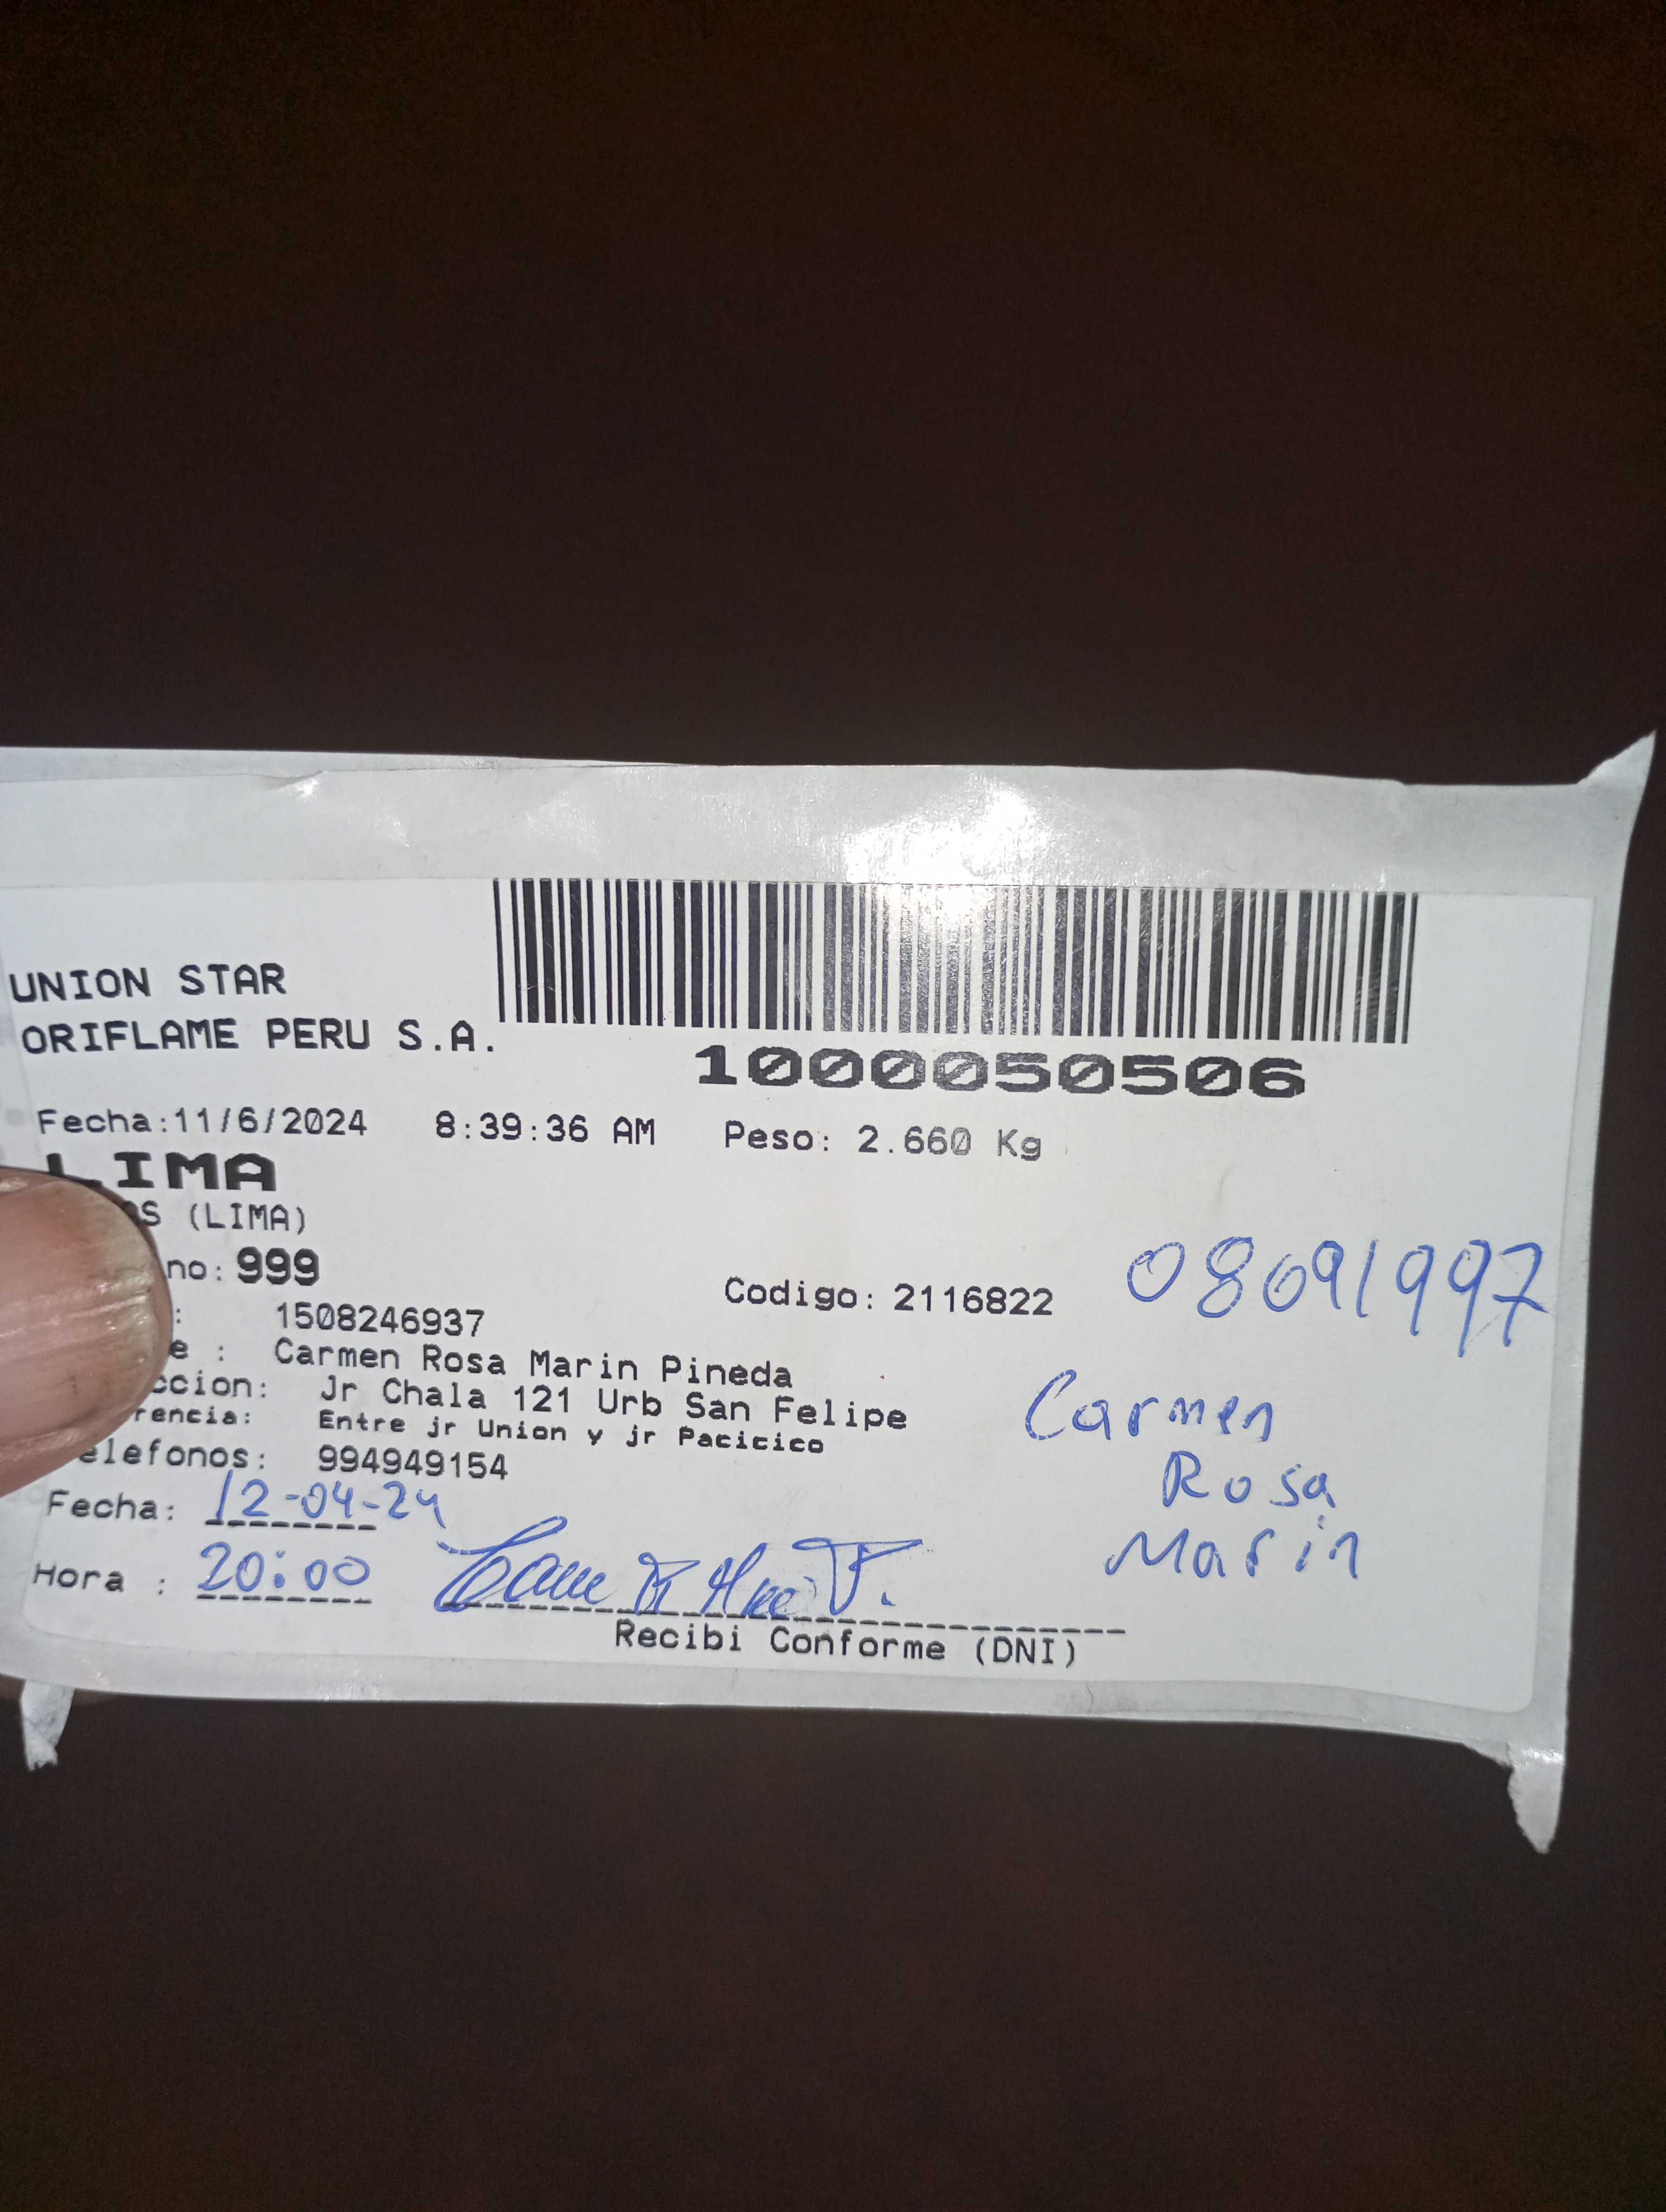 UNION STAR
ORIFLAME PERU S.A.
1000050506
Fecha:11/6/2024 8:39:36 AM Peso: 2.660 Kg
LIMA
(LIMA)
999
Codigo: 2116822 08091997
1508246937
Carmen Rosa Marin Pineda
Jr Chala 121 Urb San Felipe
Entre jr Union y jr Pacicico
elefonos: 994949154
Carmen
Rosa
Marin
Fecha: 12-04-24
Hora : 20:00
Recibi Conforme (DNI)